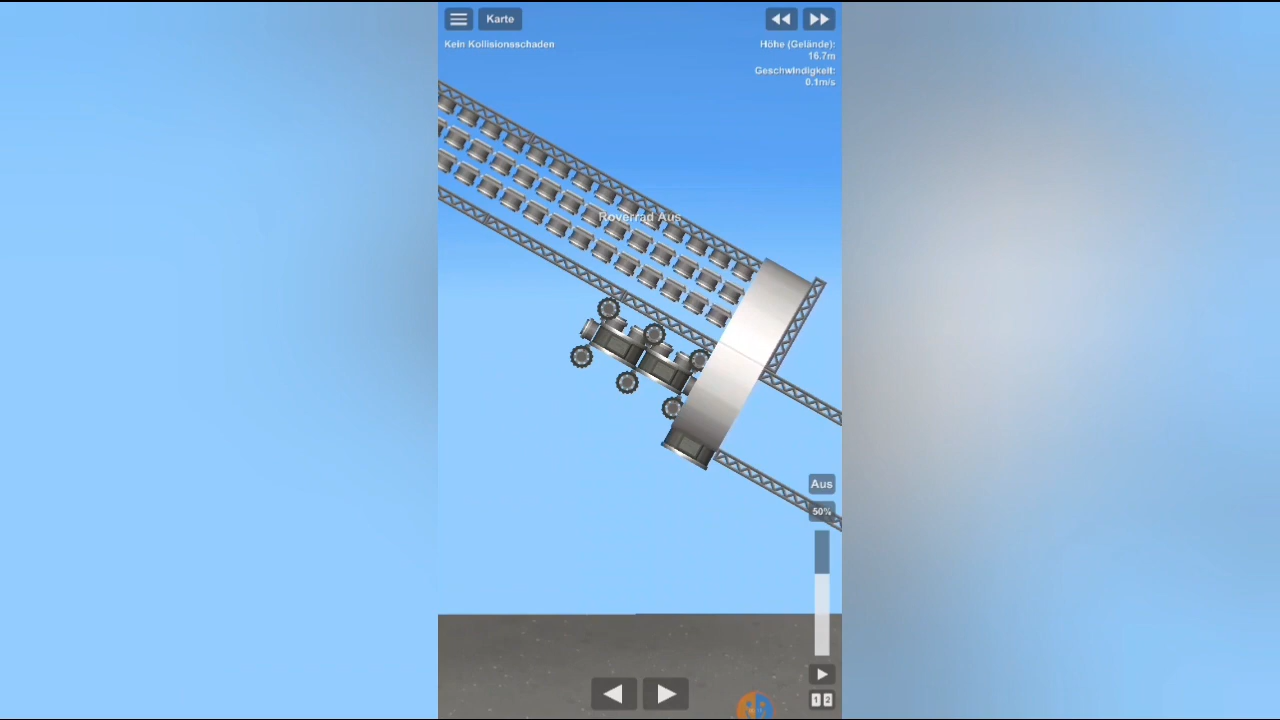 Karte
Kein Kollisionsschaden
Höhe (Gelände):
16.7m
Geschwindigkeit:
0.1m/s
Roverrad Aus
Aus
50%
1 2